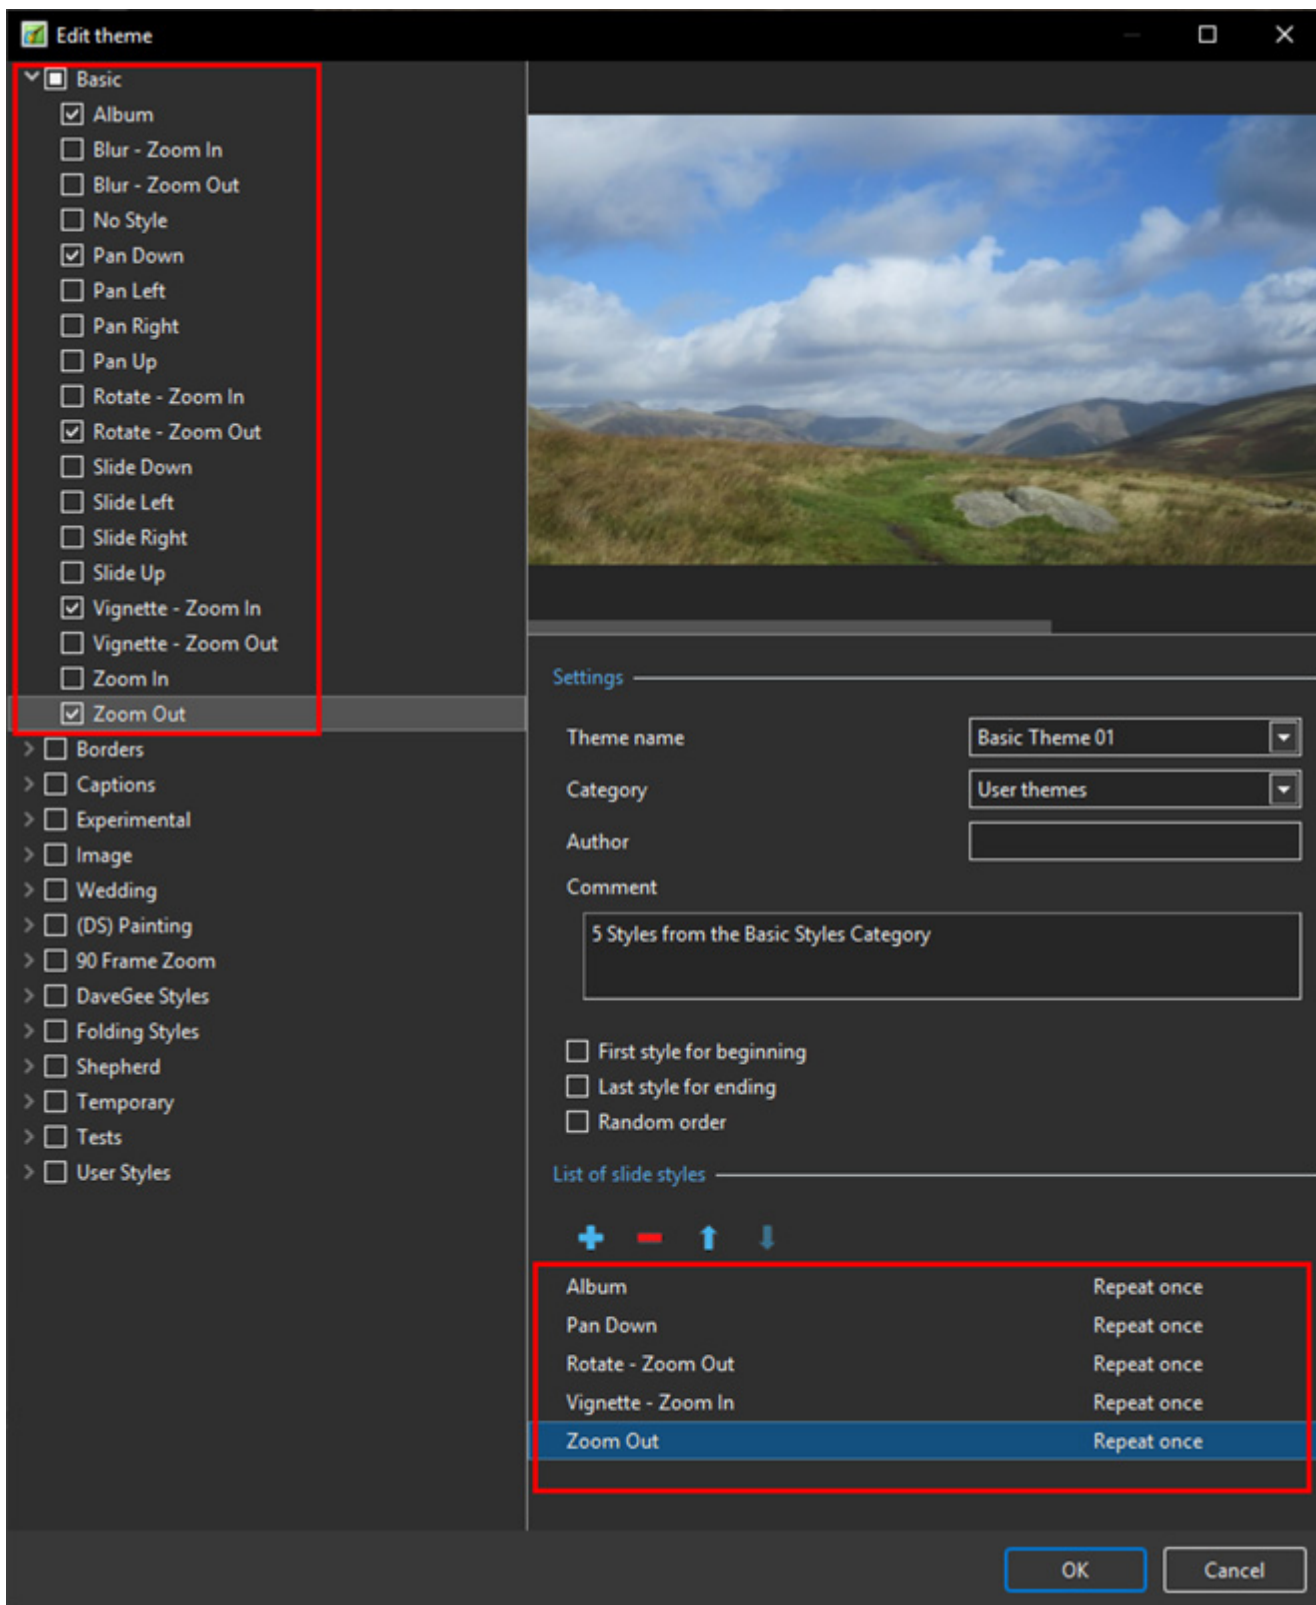 Edit theme
Basic
Album
Blur - Zoom In
Blur - Zoom Out
No Style
Pan Down
Pan Left
Pan Right
Pan Up
Rotate - Zoom In
Rotate - Zoom Out
Slide Down
Slide Left
Slide Right
Slide Up
Vignette - Zoom In
Vignette - Zoom Out
Zoom In
Zoom Out
Borders
Captions
Experimental
Image
Wedding
(DS) Painting
90 Frame Zoom
DaveGee Styles
Folding Styles
Shepherd
Temporary
Tests
User Styles
Settings
Theme name Basic Theme 01
Category User themes
Author
Comment
5 Styles from the Basic Styles Category
First style for beginning
Last style for ending
Random order
List of slide styles
Album Repeat once
Pan Down Repeat once
Rotate - Zoom Out Repeat once
Vignette - Zoom In Repeat once
Zoom Out Repeat once
OK Cancel